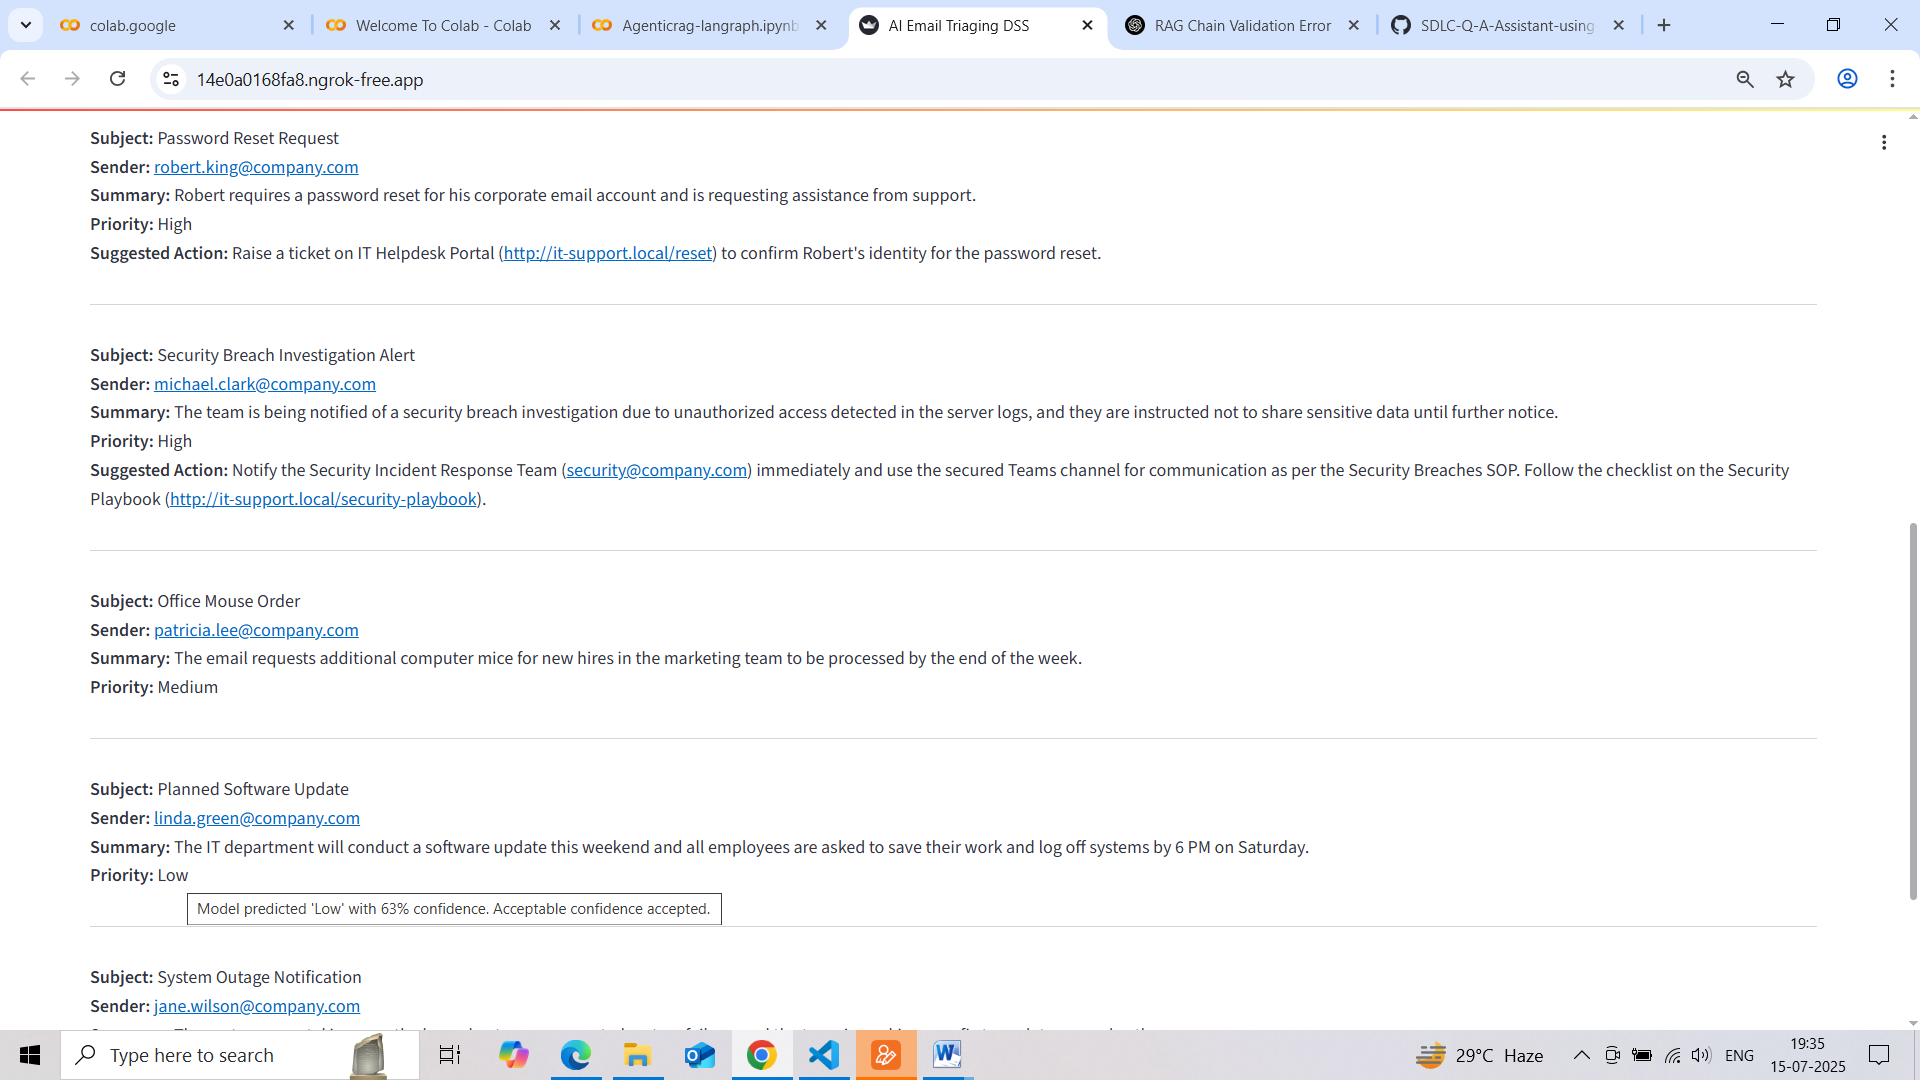 colab.google
Welcome To Colab - Colab
Agenticrag-langraph.ipynb
AI Email Triaging DSS
RAG Chain Validation Error
SDLC-Q-A-Assistant-using
14e0a0168fa8.ngrok-free.app
Subject: Password Reset Request
Sender: robert.king@company.com
Summary: Robert requires a password reset for his corporate email account and is requesting assistance from support.
Priority: High
Suggested Action: Raise a ticket on IT Helpdesk Portal (http://it-support.local/reset) to confirm Robert's identity for the password reset.
Subject: Security Breach Investigation Alert
Sender: michael.clark@company.com
Summary: The team is being notified of a security breach investigation due to unauthorized access detected in the server logs, and they are instructed not to share sensitive data until further notice.
Priority: High
Suggested Action: Notify the Security Incident Response Team (security@company.com) immediately and use the secured Teams channel for communication as per the Security Breaches SOP. Follow the checklist on the Security
Playbook (http://it-support.local/security-playbook).
Subject: Office Mouse Order
Sender: patricia.lee@company.com
Summary: The email requests additional computer mice for new hires in the marketing team to be processed by the end of the week.
Priority: Medium
Subject: Planned Software Update
Sender: linda.green@company.com
Summary: The IT department will conduct a software update this weekend and all employees are asked to save their work and log off systems by 6 PM on Saturday.
Priority: Low
Model predicted 'Low' with 63% confidence. Acceptable confidence accepted.
Subject: System Outage Notification
Sender: jane.wilson@company.com
Type here to search
29°C Haze
ENG
19:35
15-07-2025